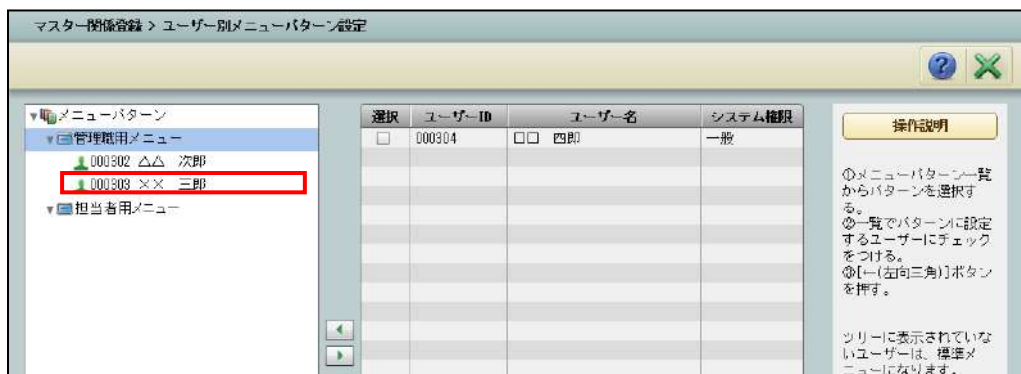 マスター関係登録 > ユーザー別メニューパターン設定
メニューパターン
管理職用メニュー
000302 △△ 次郎
000303 ×× 三郎
担当者用メニュー
選択 ユーザーID ユーザー名 システム権限
000304 □□ 四郎 一般
操作説明
①メニューパターン一覧
からパターンを選択す
る。
②一覧でパターンに設定
するユーザーにチェック
をつける。
③[←(左向三角)]ボタン
を押す。
ツリーに表示されていな
いユーザーは、標準メ
ニューになります。